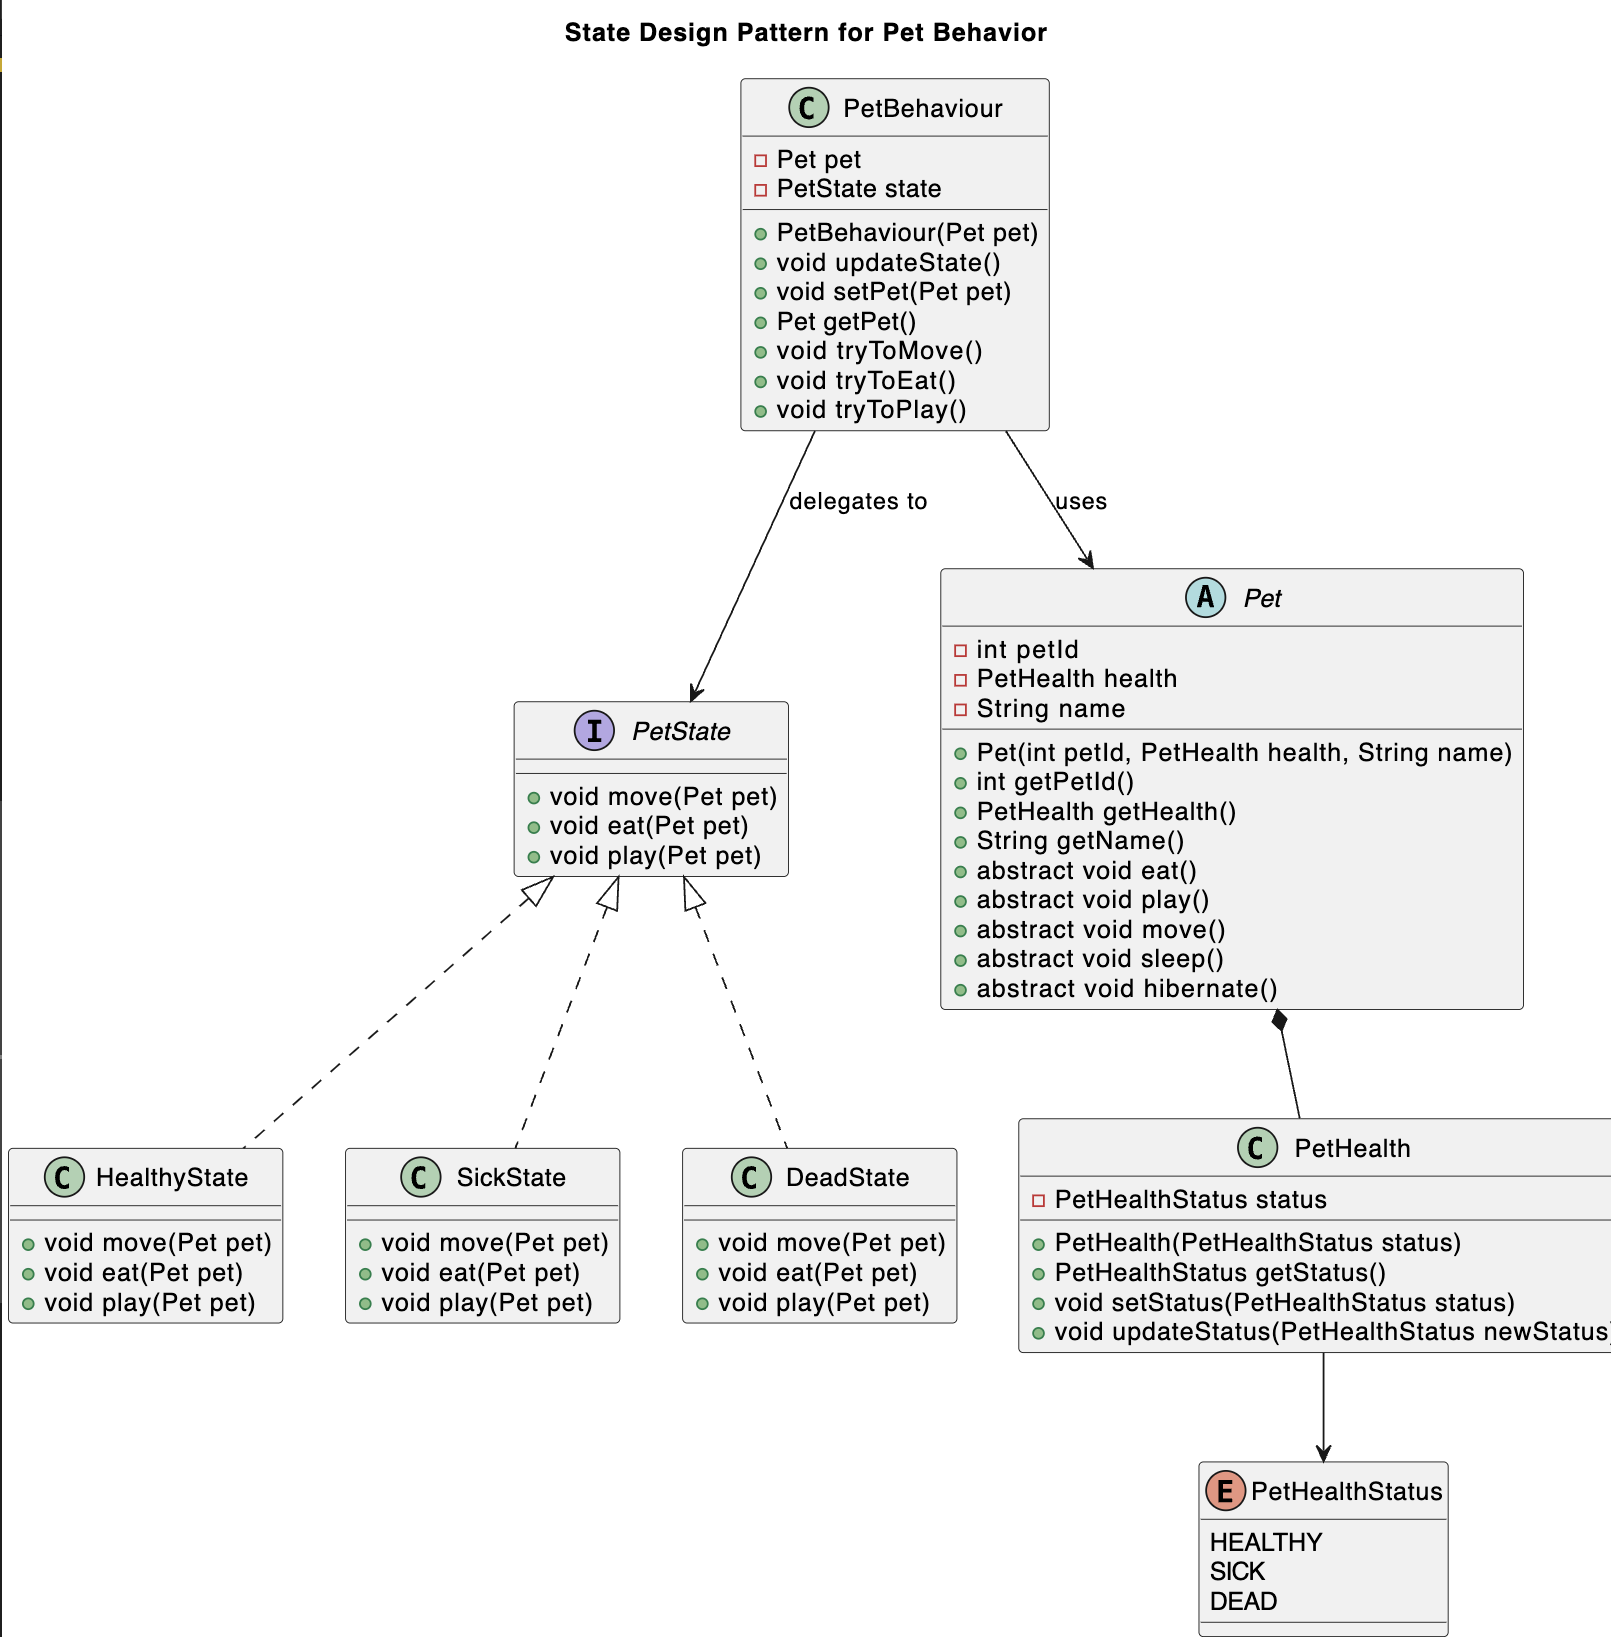 State Design Pattern for Pet Behavior
C PetBehaviour
Pet pet
PetState state
PetBehaviour(Pet pet)
void updateState()
void setPet(Pet pet)
Pet getPet()
void tryToMove()
void tryToEat()
void tryToPlay()
delegates to
uses
A Pet
int petId
PetHealth health
String name
Pet(int petId, PetHealth health, String name)
int getPetId()
PetHealth getHealth()
String getName()
abstract void eat()
abstract void play()
abstract void move()
abstract void sleep()
abstract void hibernate()
I PetState
void move(Pet pet)
void eat(Pet pet)
void play(Pet pet)
C HealthyState
void move(Pet pet)
void eat(Pet pet)
void play(Pet pet)
C SickState
void move(Pet pet)
void eat(Pet pet)
void play(Pet pet)
C DeadState
void move(Pet pet)
void eat(Pet pet)
void play(Pet pet)
C PetHealth
PetHealthStatus status
PetHealth(PetHealthStatus status)
PetHealthStatus getStatus()
void setStatus(PetHealthStatus status)
void updateStatus(PetHealthStatus newStatus)
E PetHealthStatus
HEALTHY
SICK
DEAD